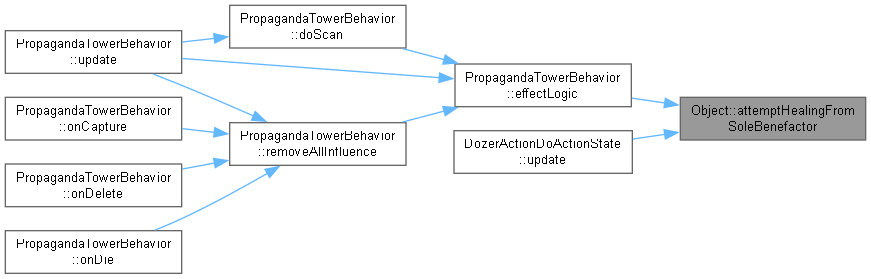 PropagandaTowerBehavior
::update
PropagandaTowerBehavior
::onCapture
PropagandaTowerBehavior
::onDelete
PropagandaTowerBehavior
::onDie
PropagandaTowerBehavior
::doScan
PropagandaTowerBehavior
::removeAllInfluence
PropagandaTowerBehavior
::effectLogic
DozerActionDoActionState
::update
Object::attemptHealingFrom
SoleBenefactor